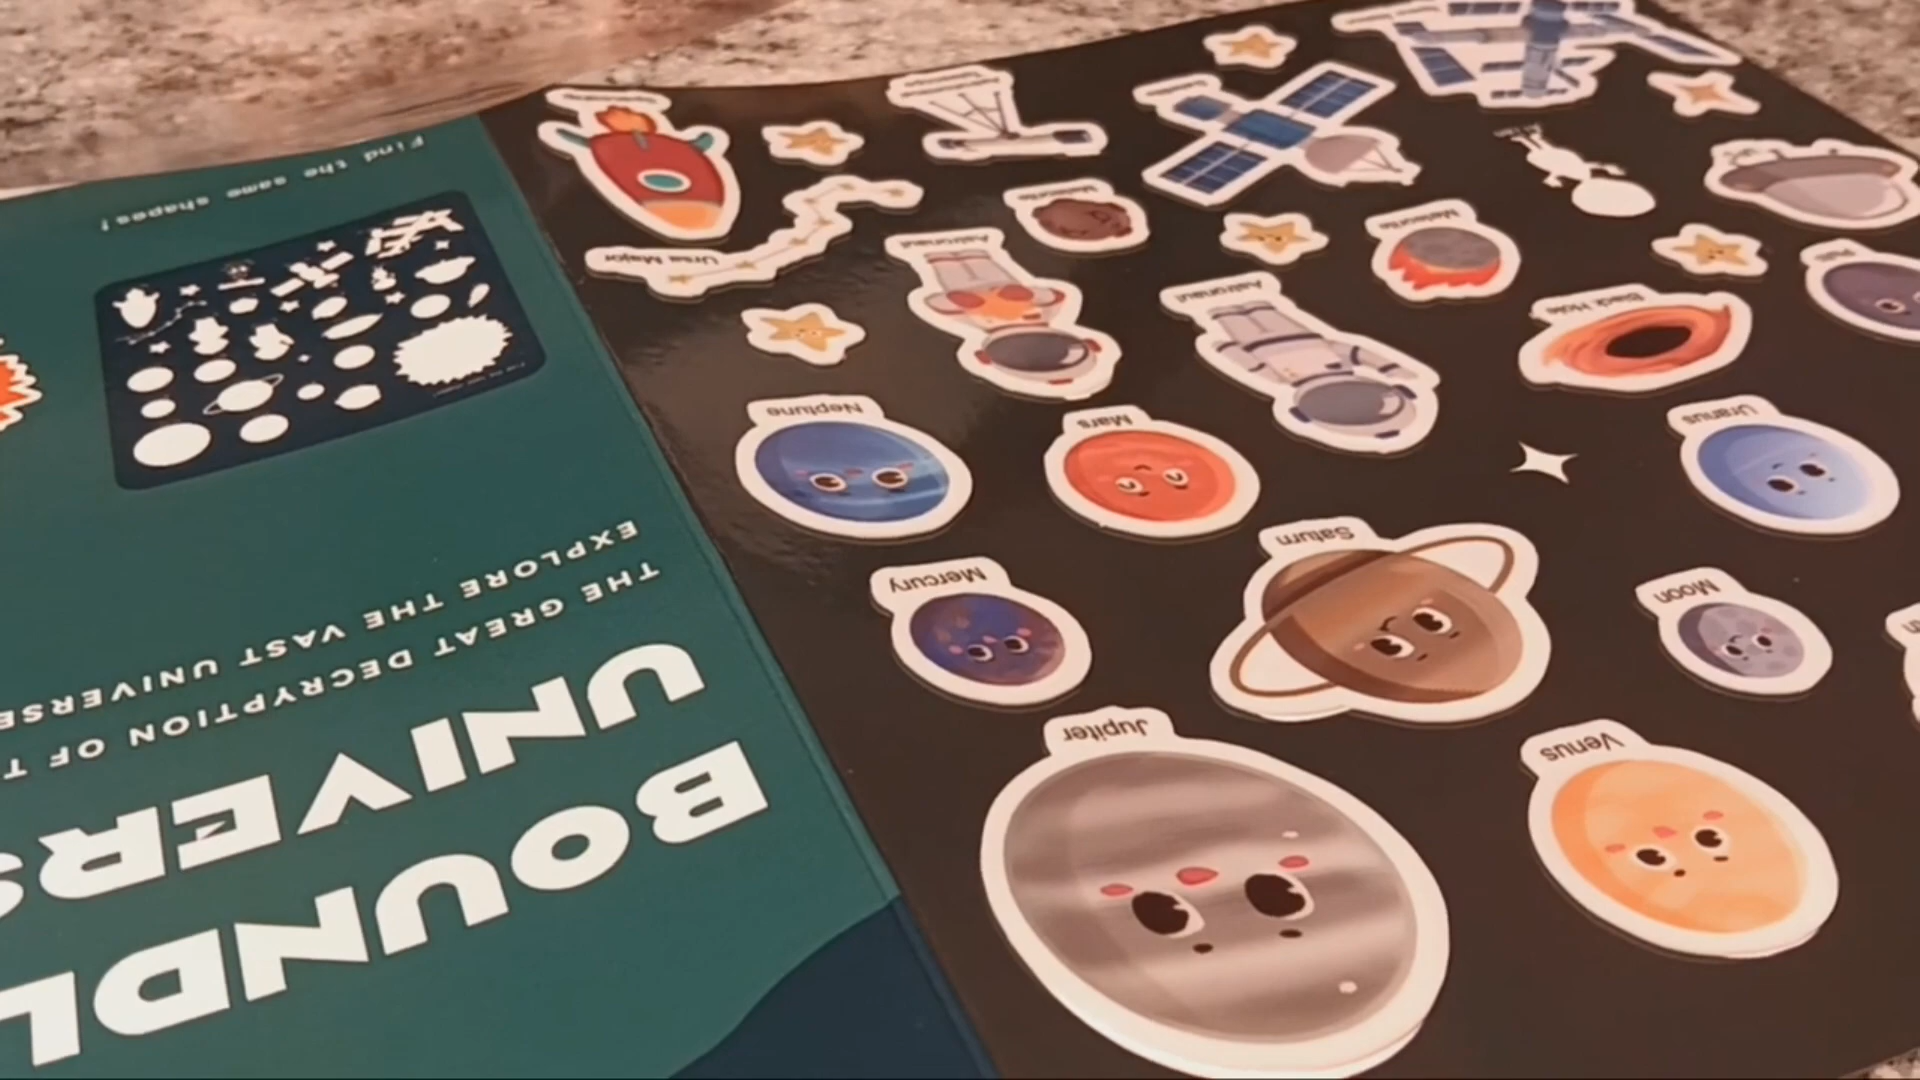 BOUNDL
UNIVERS
THE GREAT DECRYPTION OF T
EXPLORE THE VAST UNIVERSE
Find the same shapes!
Jupiter
Venus
Mercury
Saturn
Moon
Neptune
Mars
Uranus
Astronaut
Astronaut
Black Hole
Ursa Major
Meteorite
Meteorite